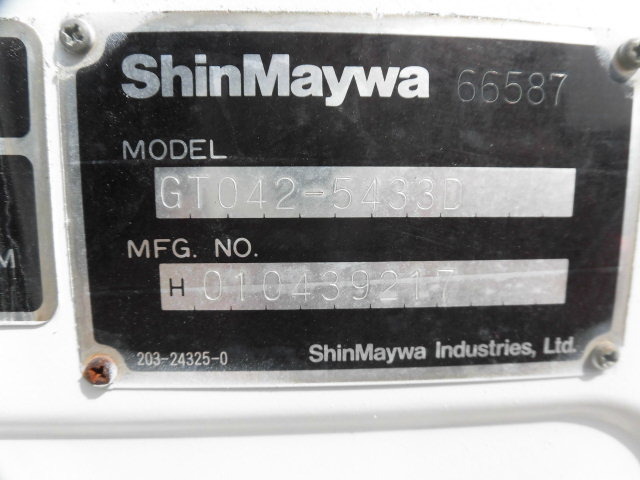 ShinMaywa 66587
MODEL
GT042-5433D
MFG. NO.
H 010439217
203-24325-0 ShinMaywa Industries, Ltd.
M